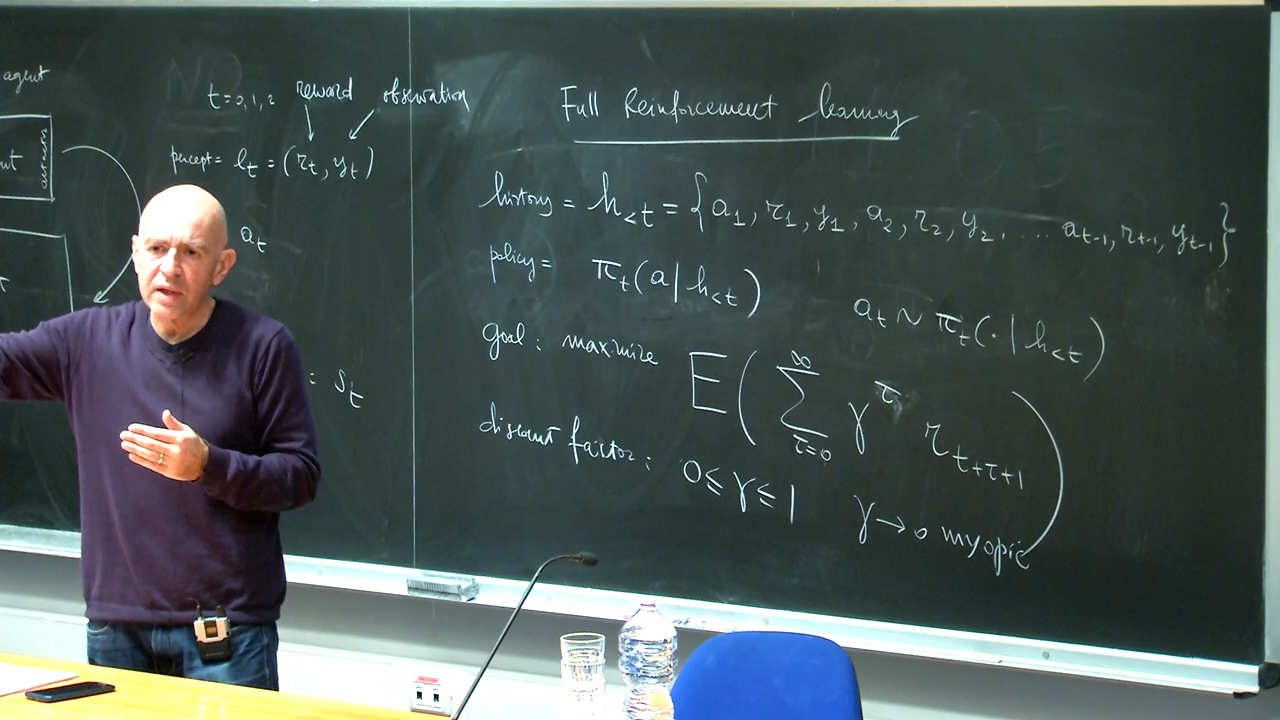 agent
t=0,1,2 reward observation
percept = e_t = (r_t, y_t)
a_t
= s_t
Full Reinforcement learning
history = h_{<t} = {a_1, r_1, y_1, a_2, r_2, y_2, .... a_{t-1}, r_{t-1}, y_{t-1}}
policy = π_t(a|h_{<t})
a_t ~ π_t(·|h_{<t})
goal: maximize E(∑_{τ=0}^{∞} γ^τ r_{t+τ+1})
discount factor: 0≤γ≤1 γ→0 myopic